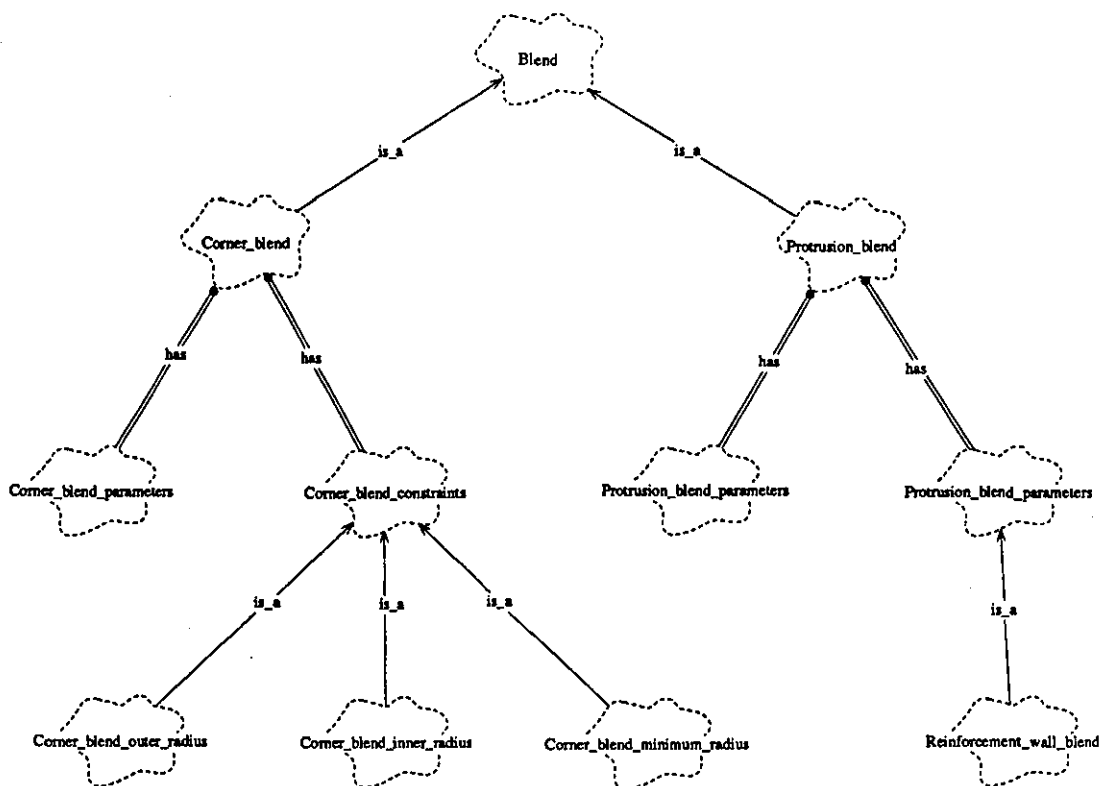 Blend
is_a
is_a
Corner_blend
Protrusion_blend
has
has
has
has
Corner_blend_parameters
Corner_blend_constraints
Protrusion_blend_parameters
Protrusion_blend_parameters
is_a
is_a
is_a
is_a
Corner_blend_outer_radius
Corner_blend_inner_radius
Corner_blend_minimum_radius
Reinforcement_wall_blend